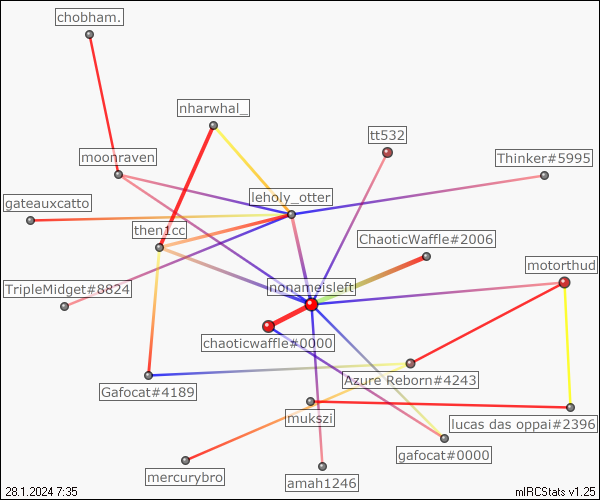 chobham.
nharwhal_
tt532
moonraven
Thinker#5995
leholy_otter
gateauxcatto
then1cc
ChaoticWaffle#2006
motorthud
nonameisleft
TripleMidget#8824
chaoticwaffle#0000
Azure Reborn#4243
Gafocat#4189
mukszi
lucas das oppai#2396
gafocat#0000
mercurybro
amah1246
28.1.2024 7:35
mIRCStats v1.25